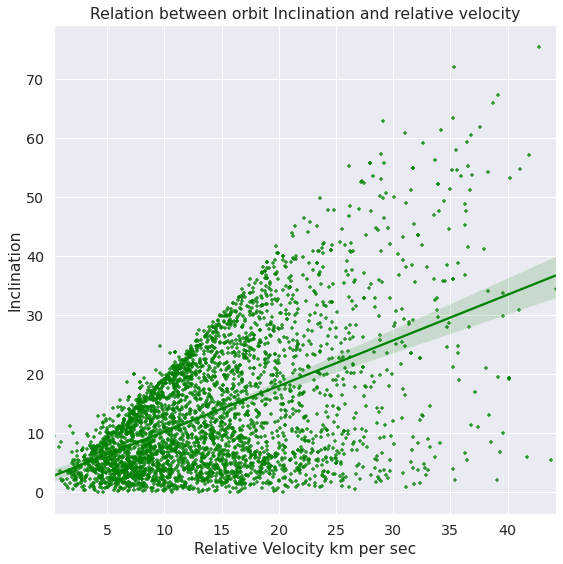 Relation between orbit Inclination and relative velocity
Inclination
70
60
50
40
30
20
10
0
5 10 15 20 25 30 35 40
Relative Velocity km per sec